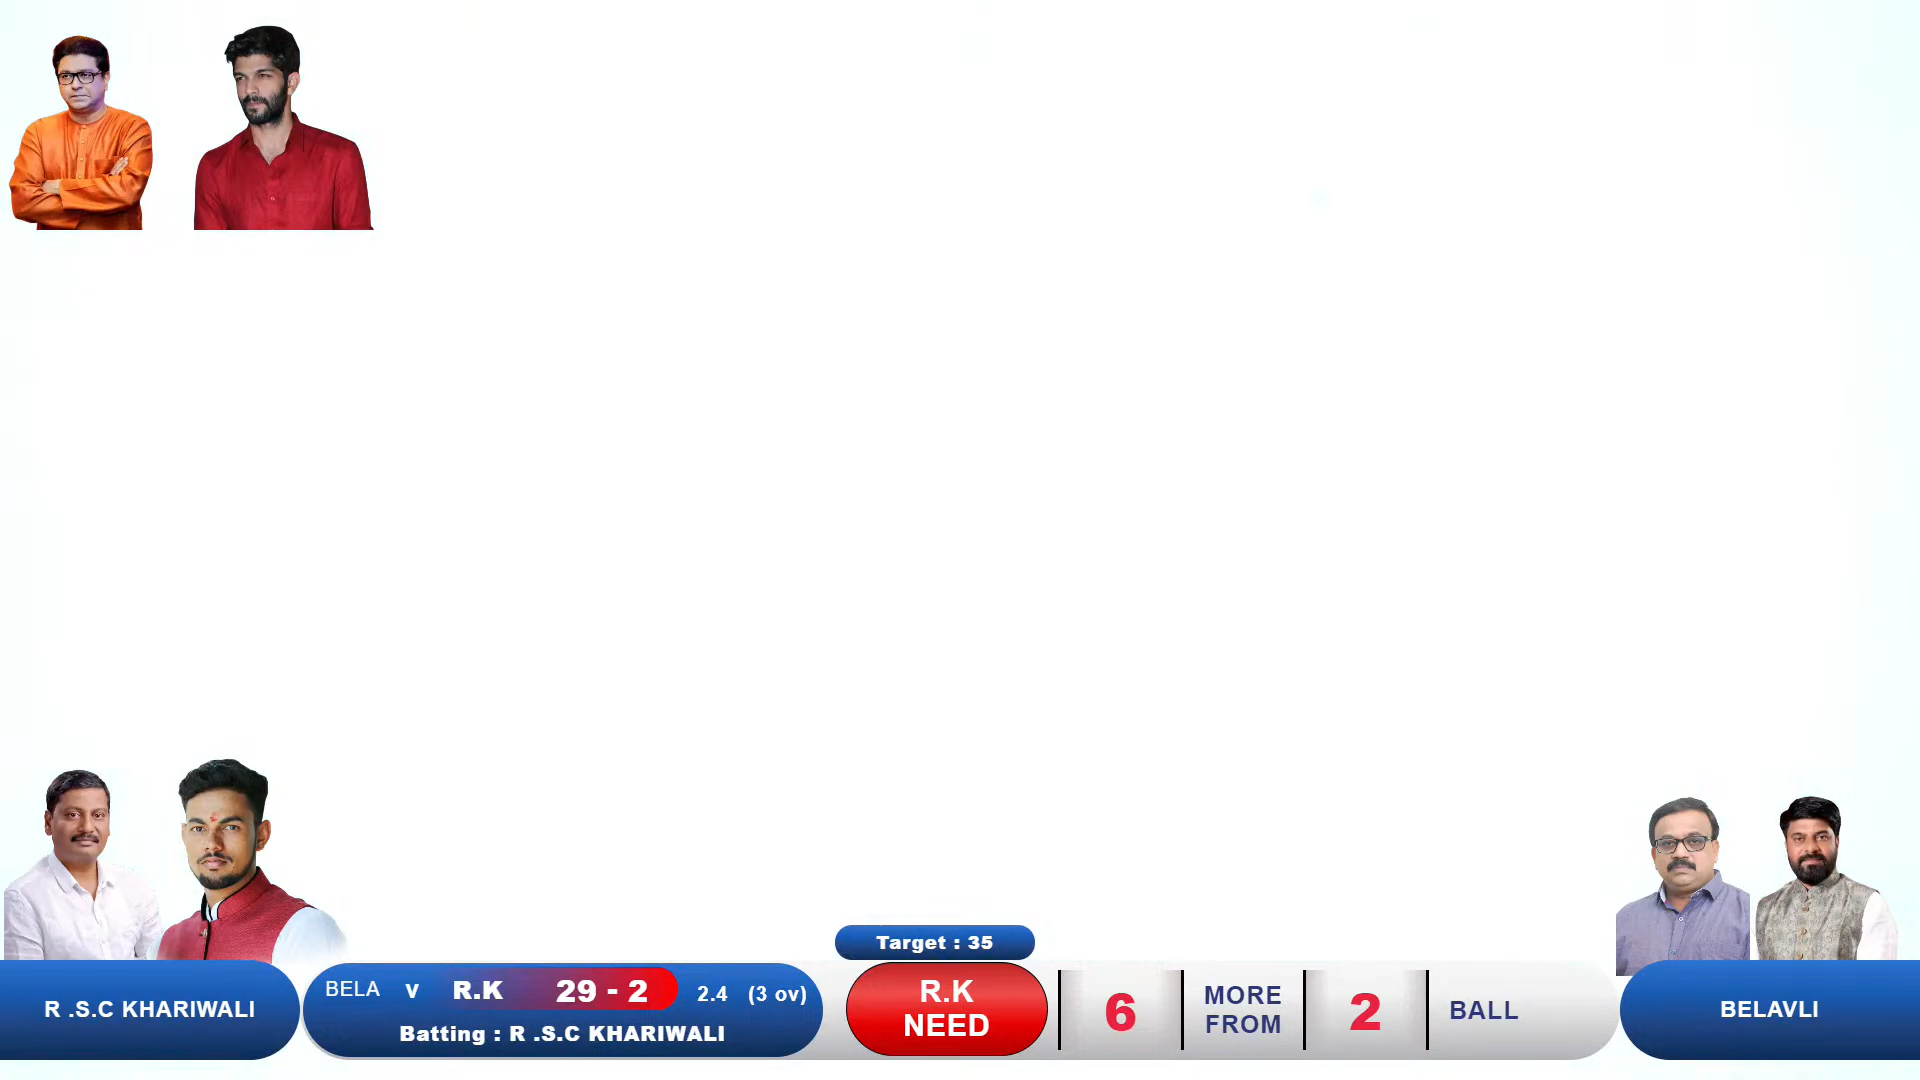 Target : 35
R .S.C KHARIWALI
BELA v R.K 29 - 2 2.4 (3 ov)
Batting : R .S.C KHARIWALI
R.K
NEED
6
MORE
FROM
2
BALL
BELAVLI